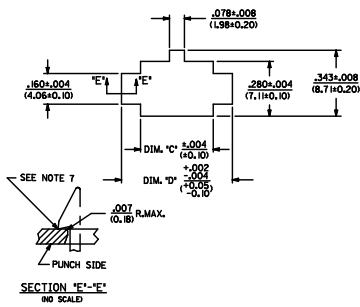 .078±.008
(1.98±0.20)
.160±.004
(4.06±0.10)
"E" "E"
.280±.004
(7.11±0.10)
.343±.008
(8.71±0.20)
DIM. "C" ±.004
(±0.10)
DIM. "D" +.002
-.004
(+0.05
-0.10)
SEE NOTE 7
.007 R.MAX.
(0.18)
PUNCH SIDE
SECTION "E"-"E"
(NO SCALE)